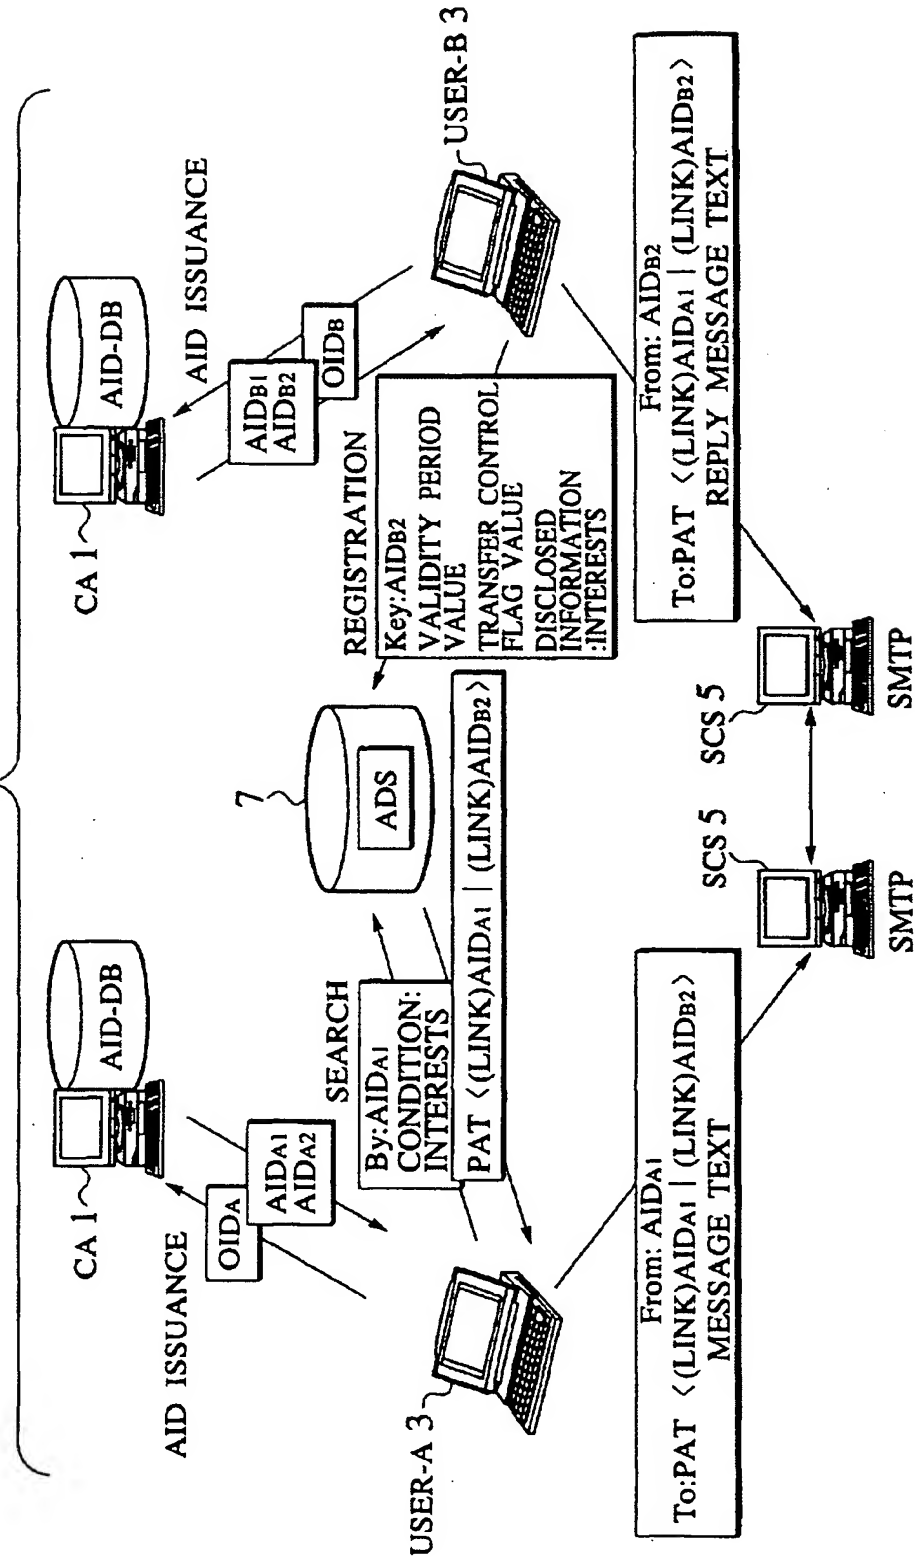 CA 1
AID-DB
AID ISSUANCE
OIDA
AIDA1
AIDA2
USER-A 3
SEARCH
By:AIDA1
CONDITION:
INTERESTS
PAT <(LINK)AIDA1 | (LINK)AIDB2>
7
ADS
CA 1
AID-DB
AID ISSUANCE
AIDB1
AIDB2
OIDB
USER-B 3
REGISTRATION
Key:AIDB2
VALIDITY PERIOD
VALUE
TRANSFER CONTROL
FLAG VALUE
DISCLOSED
INFORMATION
:INTERESTS
From: AIDA1
To:PAT <(LINK)AIDA1 | (LINK)AIDB2>
MESSAGE TEXT
SCS 5
SMTP
SCS 5
SMTP
From: AIDB2
To:PAT <(LINK)AIDA1 | (LINK)AIDB2>
REPLY MESSAGE TEXT